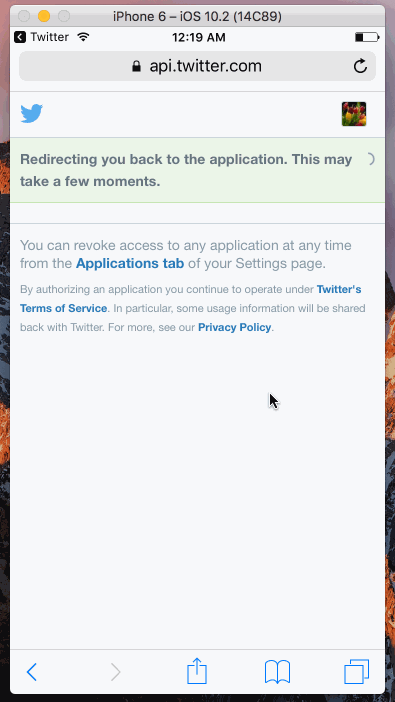 iPhone 6 – iOS 10.2 (14C89)
Twitter 12:19 AM
api.twitter.com
Redirecting you back to the application. This may
take a few moments.
You can revoke access to any application at any time
from the Applications tab of your Settings page.
By authorizing an application you continue to operate under Twitter's
Terms of Service. In particular, some usage information will be shared
back with Twitter. For more, see our Privacy Policy.